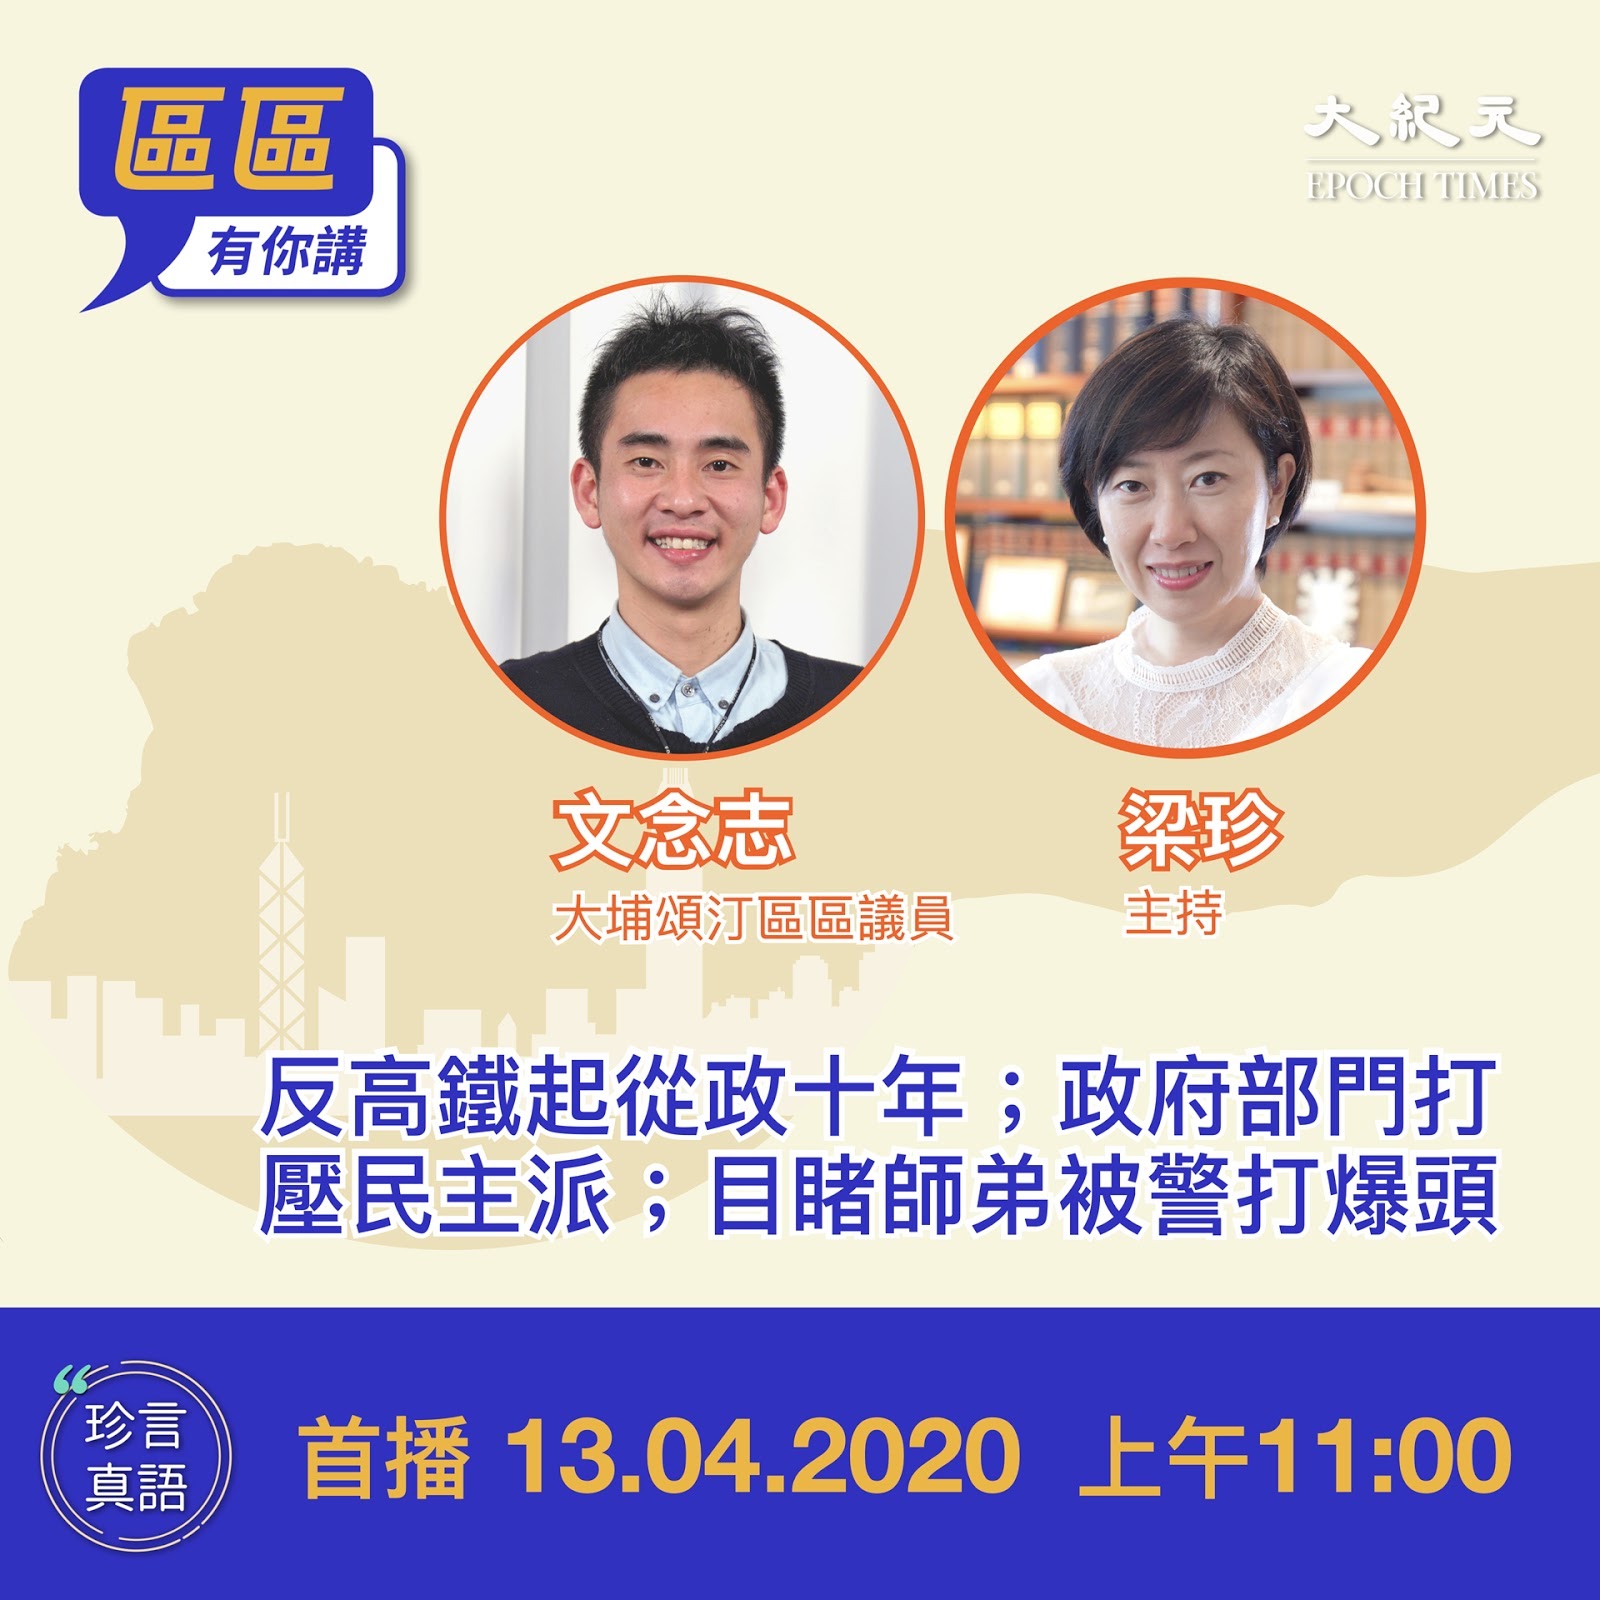 區區
有你講
大紀元
EPOCH TIMES
文念志
大埔頌汀區區議員
梁珍
主持
反高鐵起從政十年；政府部門打
壓民主派；目睹師弟被警打爆頭
“珍言
真語
首播 13.04.2020 上午11:00